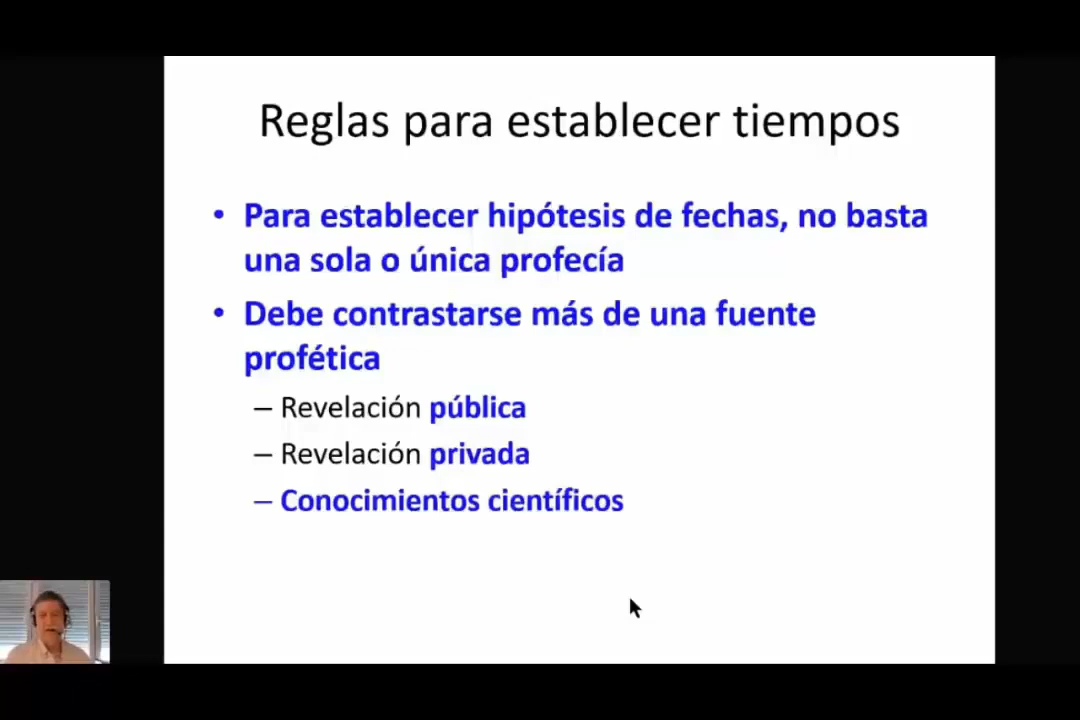 Reglas para establecer tiempos
• Para establecer hipótesis de fechas, no basta
una sola o única profecía
• Debe contrastarse más de una fuente
profética
– Revelación pública
– Revelación privada
– Conocimientos científicos